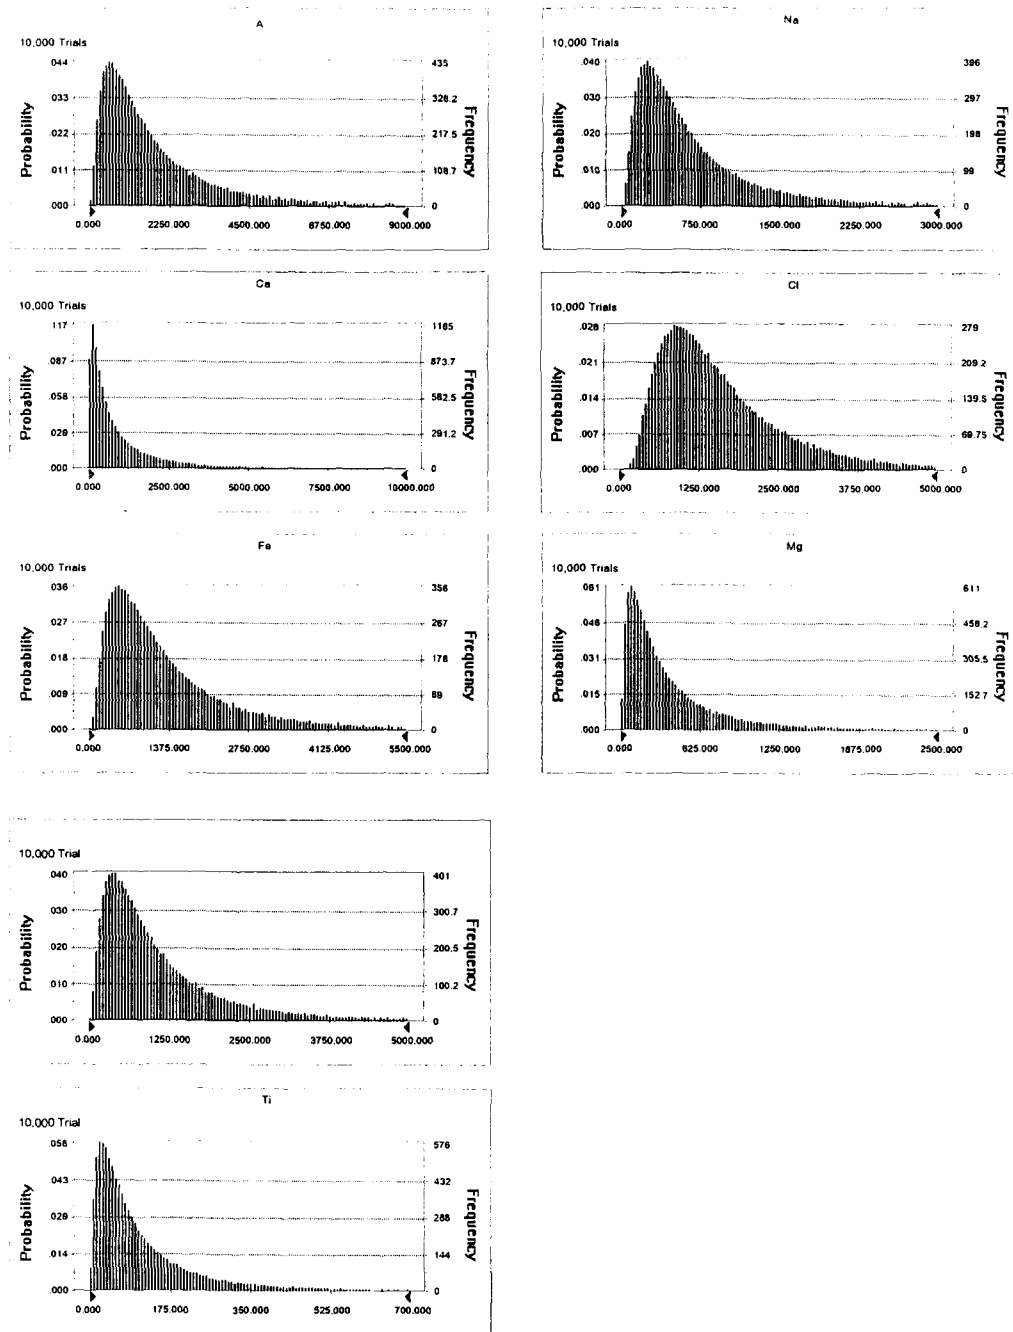 A
10,000 Trials
044
033
022
011
.000
Probability
435
326.2
217.5
108.7
0
Frequency
0.000 2250.000 4500.000 6750.000 9000.000
Na
10,000 Trials
.040
.030
.020
.010
.000
Probability
396
297
198
99
0
Frequency
0.000 750.000 1500.000 2250.000 3000.000
Ca
10,000 Trials
.117
.087
.058
.029
.000
Probability
1165
873.7
582.5
291.2
0
Frequency
0.000 2500.000 5000.000 7500.000 10000.000
Cl
10,000 Trials
.028
.021
.014
.007
.000
Probability
279
209.2
139.5
69.75
0
Frequency
0.000 1250.000 2500.000 3750.000 5000.000
Fe
10,000 Trials
036
.027
.018
.009
.000
Probability
356
267
178
89
0
Frequency
0.000 1375.000 2750.000 4125.000 5500.000
Mg
10,000 Trials
.061
.046
.031
.015
.000
Probability
611
458.2
305.5
152.7
0
Frequency
0.000 625.000 1250.000 1875.000 2500.000
10,000 Trial
.040
.030
.020
.010
.000
Probability
401
300.7
200.5
100.2
0
Frequency
0.000 1250.000 2500.000 3750.000 5000.000
Ti
10,000 Trial
.058
.043
.029
.014
.000
Probability
576
432
288
144
0
Frequency
0.000 175.000 350.000 525.000 700.000